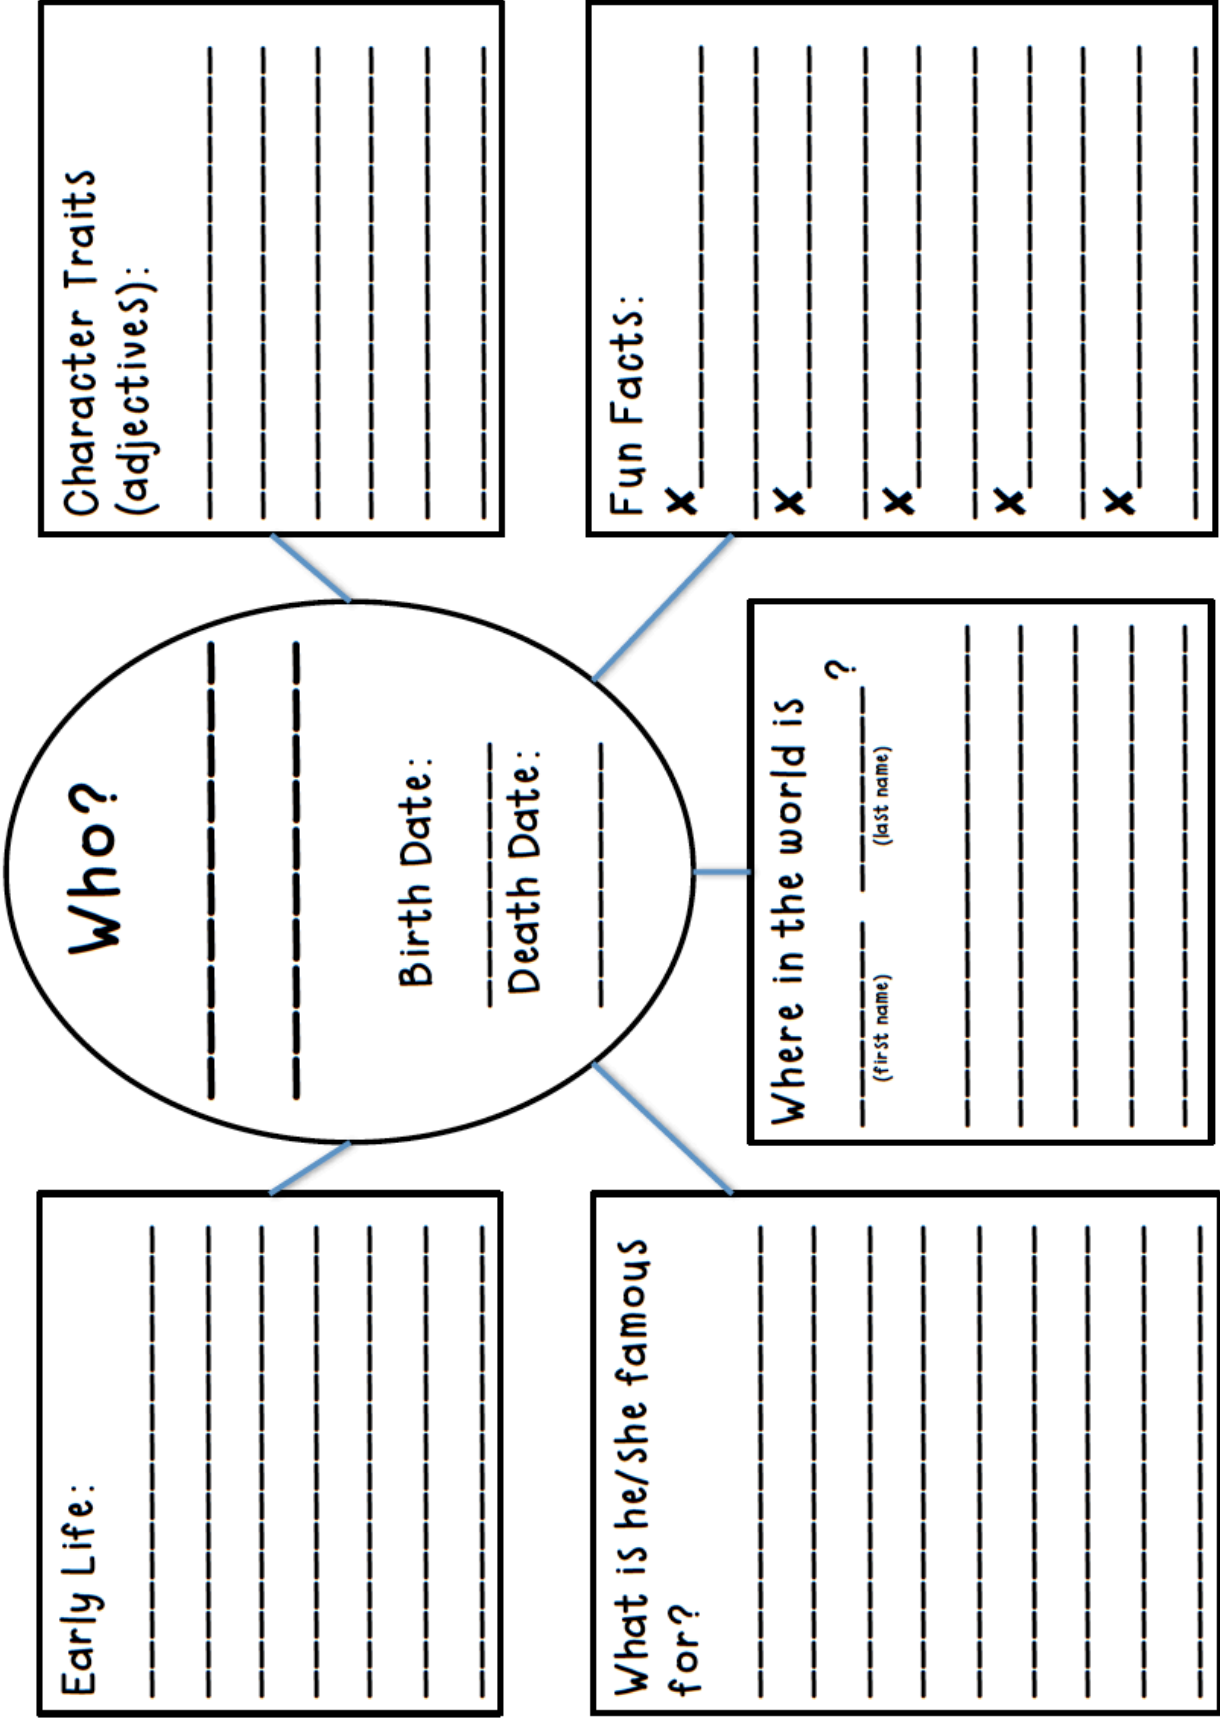 Early Life:
Who?
Birth Date:
Death Date:
Character Traits
(adjectives):
What is he/she famous
for?
Where in the world is
?
(first name) (last name)
Fun Facts:
x
x
x
x
x